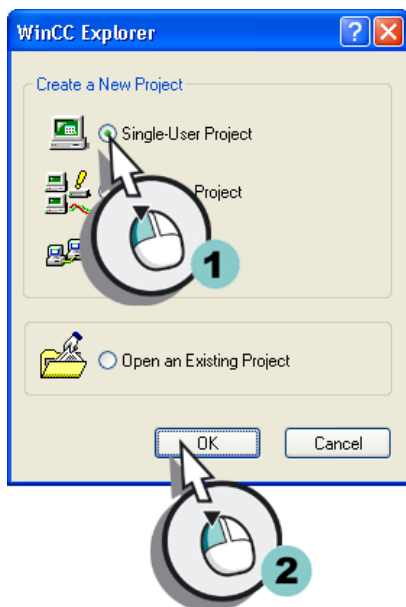 WinCC Explorer
Create a New Project
Single-User Project
Project
1
Open an Existing Project
OK
Cancel
2